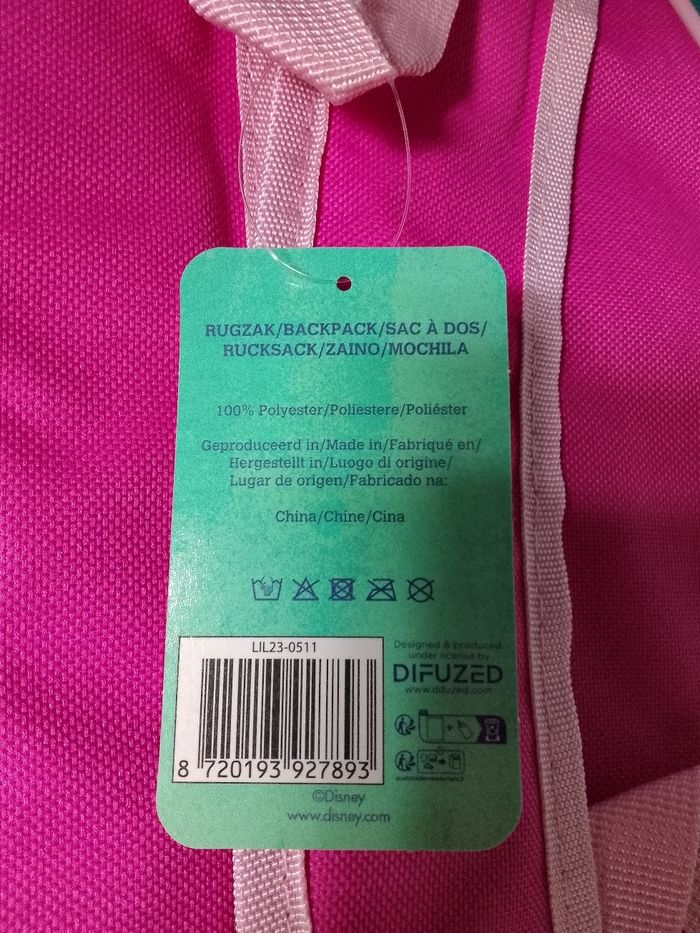 RUGZAK/BACKPACK/SAC À DOS/
RUCKSACK/ZAINO/MOCHILA
100% Polyester/Poliestere/Poliéster
Geproduceerd in/Made in/Fabriqué en/
Hergestellt in/Luogo di origine/
Lugar de origen/Fabricado na:
China/Chine/Cina
LIL23-0511
8 720193 927893
Designed & produced
under license by
DIFUZED
www.difuzed.com
©Disney
www.disney.com